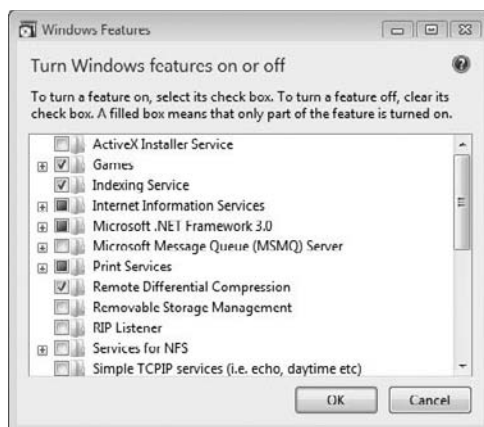 Windows Features
Turn Windows features on or off
To turn a feature on, select its check box. To turn a feature off, clear its
check box. A filled box means that only part of the feature is turned on.
ActiveX Installer Service
Games
Indexing Service
Internet Information Services
Microsoft .NET Framework 3.0
Microsoft Message Queue (MSMQ) Server
Print Services
Remote Differential Compression
Removable Storage Management
RIP Listener
Services for NFS
Simple TCPIP services (i.e. echo, daytime etc)
OK Cancel